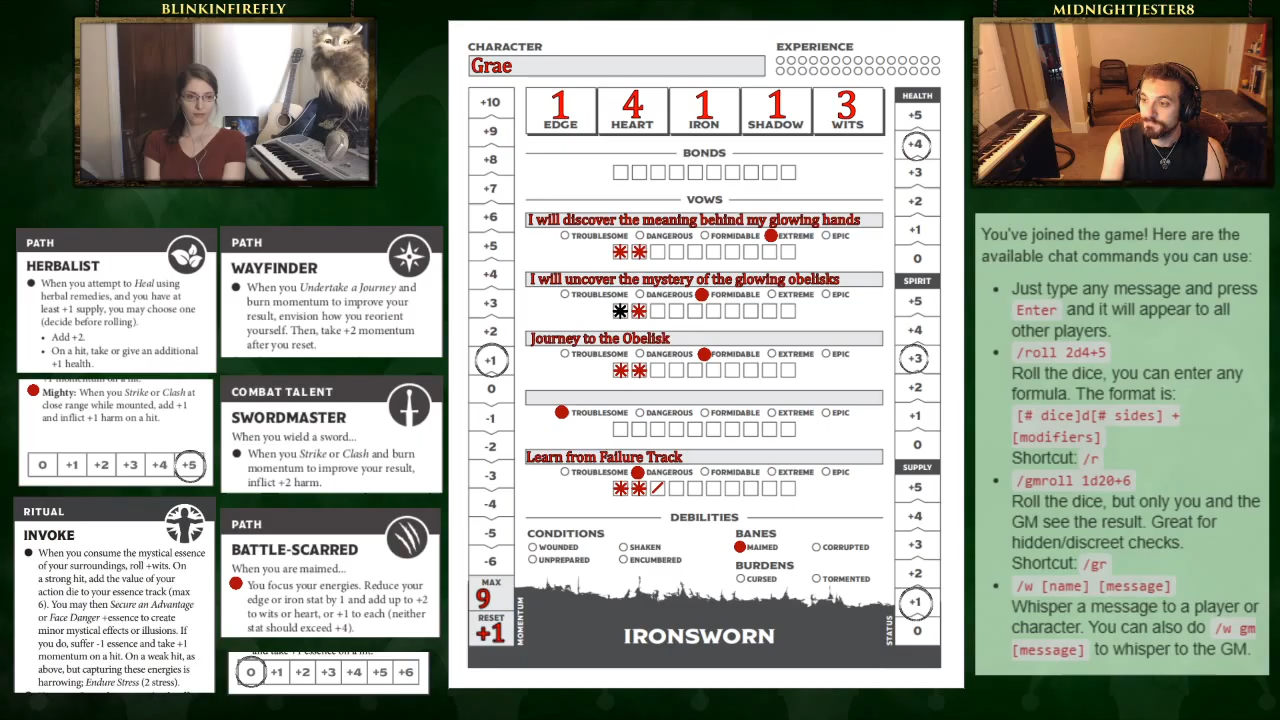 BLINKINFIREFLY
MIDNIGHTJESTER8
CHARACTER
Grae
EXPERIENCE
+10
+9
+8
+7
+6
+5
+4
+3
+2
+1
0
-1
-2
-3
-4
-5
-6
MAX
9
RESET
+1
MOMENTUM
1 4 1 1 3
EDGE HEART IRON SHADOW WITS
BONDS
VOWS
I will discover the meaning behind my glowing hands
TROUBLESOME DANGEROUS FORMIDABLE EXTREME EPIC
I will uncover the mystery of the glowing obelisks
TROUBLESOME DANGEROUS FORMIDABLE EXTREME EPIC
Journey to the Obelisk
TROUBLESOME DANGEROUS FORMIDABLE EXTREME EPIC
TROUBLESOME DANGEROUS FORMIDABLE EXTREME EPIC
Learn from Failure Track
TROUBLESOME DANGEROUS FORMIDABLE EXTREME EPIC
DEBILITIES
CONDITIONS
WOUNDED SHAKEN
UNPREPARED ENCUMBERED
BANES
MAIMED CORRUPTED
BURDENS
CURSED TORMENTED
IRONSWORN
HEALTH
+5
+4
+3
+2
+1
0
SPIRIT
+5
+4
+3
+2
+1
0
SUPPLY
+5
+4
+3
+2
+1
0
STATUS
PATH
HERBALIST
When you attempt to Heal using
herbal remedies, and you have at
least +1 supply, you may choose one
(decide before rolling).
• Add +2.
• On a hit, take or give an additional
+1 health.
PATH
WAYFINDER
When you Undertake a Journey and
burn momentum to improve your
result, envision how you reorient
yourself. Then, take +2 momentum
after you reset.
+1 momentum on a hit.
Mighty: When you Strike or Clash at
close range while mounted, add +1
and inflict +1 harm on a hit.
0 +1 +2 +3 +4 +5
COMBAT TALENT
SWORDMASTER
When you wield a sword...
When you Strike or Clash and burn
momentum to improve your result,
inflict +2 harm.
RITUAL
INVOKE
When you consume the mystical essence
of your surroundings, roll +wits. On
a strong hit, add the value of your
action die to your essence track (max
6). You may then Secure an Advantage
or Face Danger +essence to create
minor mystical effects or illusions. If
you do, suffer -1 essence and take +1
momentum on a hit. On a weak hit, as
above, but capturing these energies is
harrowing; Endure Stress (2 stress).
PATH
BATTLE-SCARRED
When you are maimed...
You focus your energies. Reduce your
edge or iron stat by 1 and add up to +2
to wits or heart, or +1 to each (neither
stat should exceed +4).
and take +1 essence on a hit.
0 +1 +2 +3 +4 +5 +6
You've joined the game! Here are the
available chat commands you can use:
• Just type any message and press
Enter and it will appear to all
other players.
• /roll 2d4+5
Roll the dice, you can enter any
formula. The format is:
[# dice]d[# sides] +
[modifiers]
Shortcut: /r
• /gmroll 1d20+6
Roll the dice, but only you and the
GM see the result. Great for
hidden/discreet checks.
Shortcut: /gr
• /w [name] [message]
Whisper a message to a player or
character. You can also do /w gm
[message] to whisper to the GM.